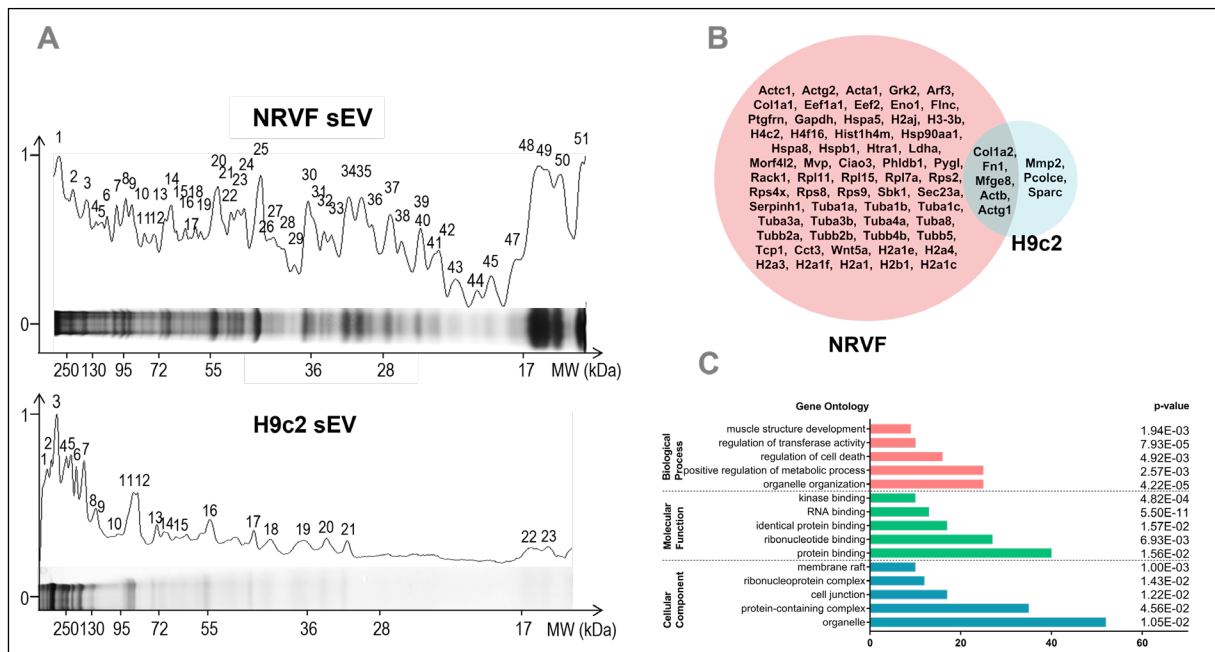 A
NRVF sEV
1
1
2
3
4
5
6
7
8
9
10
11
12
13
14
15
16
17
18
19
20
21
22
23
24
25
26
27
28
29
30
31
32
33
34
35
36
37
38
39
40
41
42
43
44
45
47
48
49
50
51
0
250 130 95 72 55 36 28 17 MW (kDa)
H9c2 sEV
1
1
2
3
4
5
6
7
8
9
10
11
12
13
14
15
16
17
18
19
20
21
22
23
0
250 130 95 72 55 36 28 17 MW (kDa)
B
Actc1, Actg2, Acta1, Grk2, Arf3,
Col1a1, Eef1a1, Eef2, Eno1, Flnc,
Ptgfrn, Gapdh, Hspa5, H2aj, H3-3b,
H4c2, H4f16, Hist1h4m, Hsp90aa1,
Hspa8, Hspb1, Htra1, Ldha,
Morf4l2, Mvp, Ciao3, Phldb1, Pygl,
Rack1, Rpl11, Rpl15, Rpl7a, Rps2,
Rps4x, Rps8, Rps9, Sbk1, Sec23a,
Serpinh1, Tuba1a, Tuba1b, Tuba1c,
Tuba3a, Tuba3b, Tuba4a, Tuba8,
Tubb2a, Tubb2b, Tubb4b, Tubb5,
Tcp1, Cct3, Wnt5a, H2a1e, H2a4,
H2a3, H2a1f, H2a1, H2b1, H2a1c
Col1a2,
Fn1,
Mfge8,
Actb,
Actg1
Mmp2,
Pcolce,
Sparc
H9c2
NRVF
C
Gene Ontology p-value
Biological
Process
muscle structure development 1.94E-03
regulation of transferase activity 7.93E-05
regulation of cell death 4.92E-03
positive regulation of metabolic process 2.57E-03
organelle organization 4.22E-05
Molecular
Function
kinase binding 4.82E-04
RNA binding 5.50E-11
identical protein binding 1.57E-02
ribonucleotide binding 6.93E-03
protein binding 1.56E-02
Cellular
Component
membrane raft 1.00E-03
ribonucleoprotein complex 1.43E-02
cell junction 1.22E-02
protein-containing complex 4.56E-02
organelle 1.05E-02
0 20 40 60